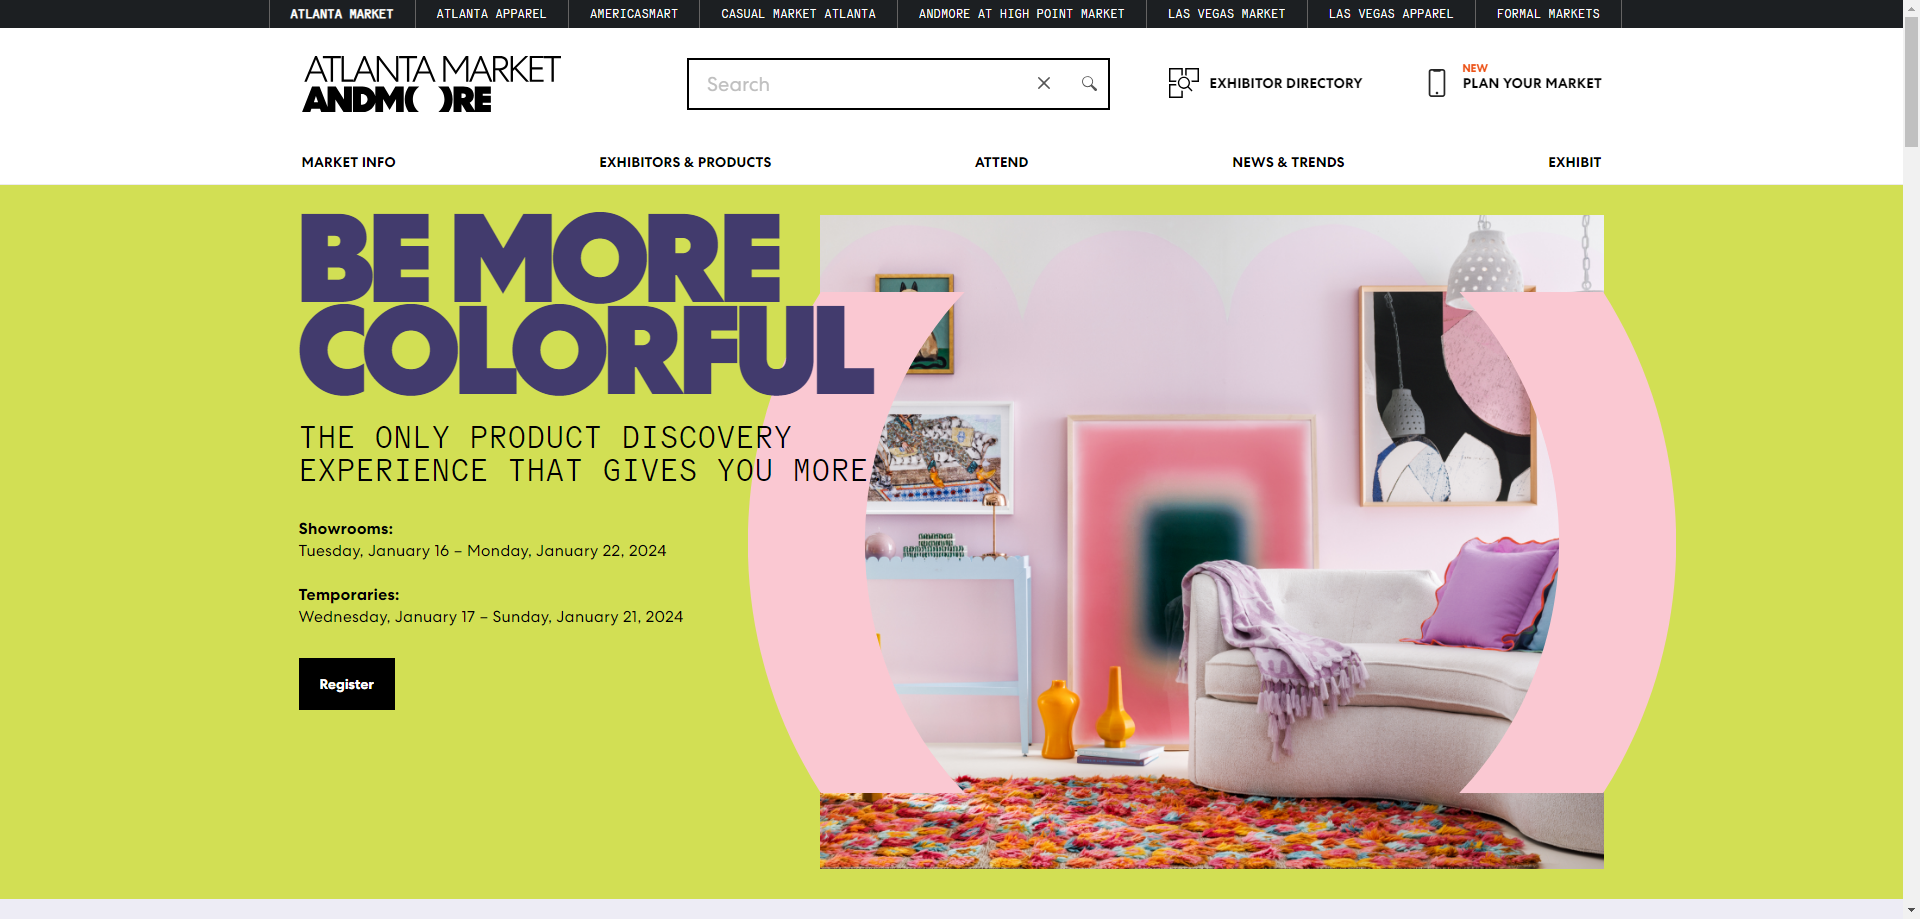 ATLANTA MARKET
ATLANTA APPAREL
AMERICASMART
CASUAL MARKET ATLANTA
ANDMORE AT HIGH POINT MARKET
LAS VEGAS MARKET
LAS VEGAS APPAREL
FORMAL MARKETS
ATLANTA MARKET
ANDM( )RE
Search
EXHIBITOR DIRECTORY
NEW
PLAN YOUR MARKET
MARKET INFO
EXHIBITORS & PRODUCTS
ATTEND
NEWS & TRENDS
EXHIBIT
BE MORE
COLORFUL
THE ONLY PRODUCT DISCOVERY
EXPERIENCE THAT GIVES YOU MORE
Showrooms:
Tuesday, January 16 – Monday, January 22, 2024
Temporaries:
Wednesday, January 17 – Sunday, January 21, 2024
Register